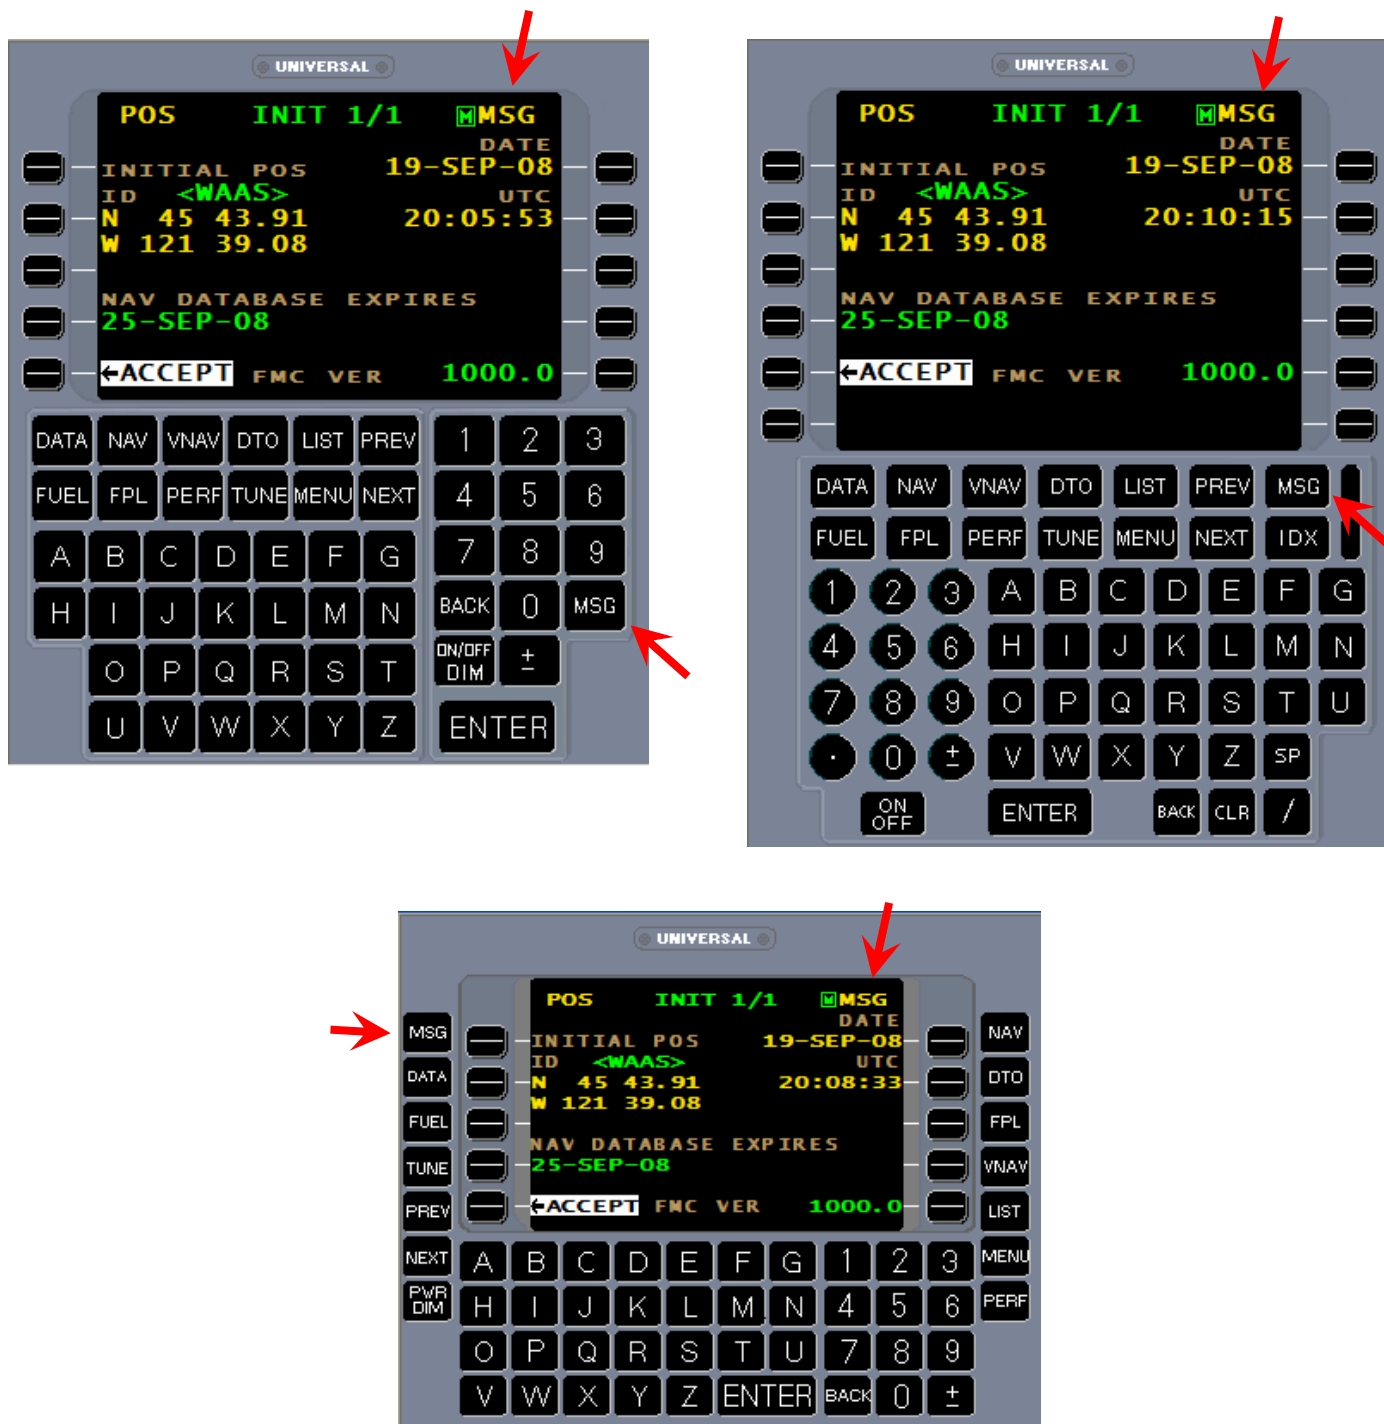 UNIVERSAL
POS INIT 1/1 M MSG
DATE
INITIAL POS 19-SEP-08
ID <WAAS> UTC
N 45 43.91 20:05:53
W 121 39.08
NAV DATABASE EXPIRES
25-SEP-08
←ACCEPT FMC VER 1000.0
DATA NAV VNAV DTO LIST PREV 1 2 3
FUEL FPL PERF TUNE MENU NEXT 4 5 6
A B C D E F G 7 8 9
H I J K L M N BACK 0 MSG
O P Q R S T ON/OFF DIM ±
U V W X Y Z ENTER
UNIVERSAL
POS INIT 1/1 M MSG
DATE
INITIAL POS 19-SEP-08
ID <WAAS> UTC
N 45 43.91 20:10:15
W 121 39.08
NAV DATABASE EXPIRES
25-SEP-08
←ACCEPT FMC VER 1000.0
DATA NAV VNAV DTO LIST PREV MSG
FUEL FPL PERF TUNE MENU NEXT IDX
1 2 3 A B C D E F G
4 5 6 H I J K L M N
7 8 9 O P Q R S T U
· 0 ± V W X Y Z SP
ON OFF ENTER BACK CLR /
UNIVERSAL
POS INIT 1/1 M MSG
DATE
MSG INITIAL POS 19-SEP-08 NAV
ID <WAAS> UTC
DATA N 45 43.91 20:08:33 DTO
W 121 39.08
FUEL FPL
NAV DATABASE EXPIRES
TUNE 25-SEP-08 VNAV
PREV ←ACCEPT FMC VER 1000.0 LIST
NEXT A B C D E F G 1 2 3 MENU
PWR DIM H I J K L M N 4 5 6 PERF
O P Q R S T U 7 8 9
V W X Y Z ENTER BACK 0 ±